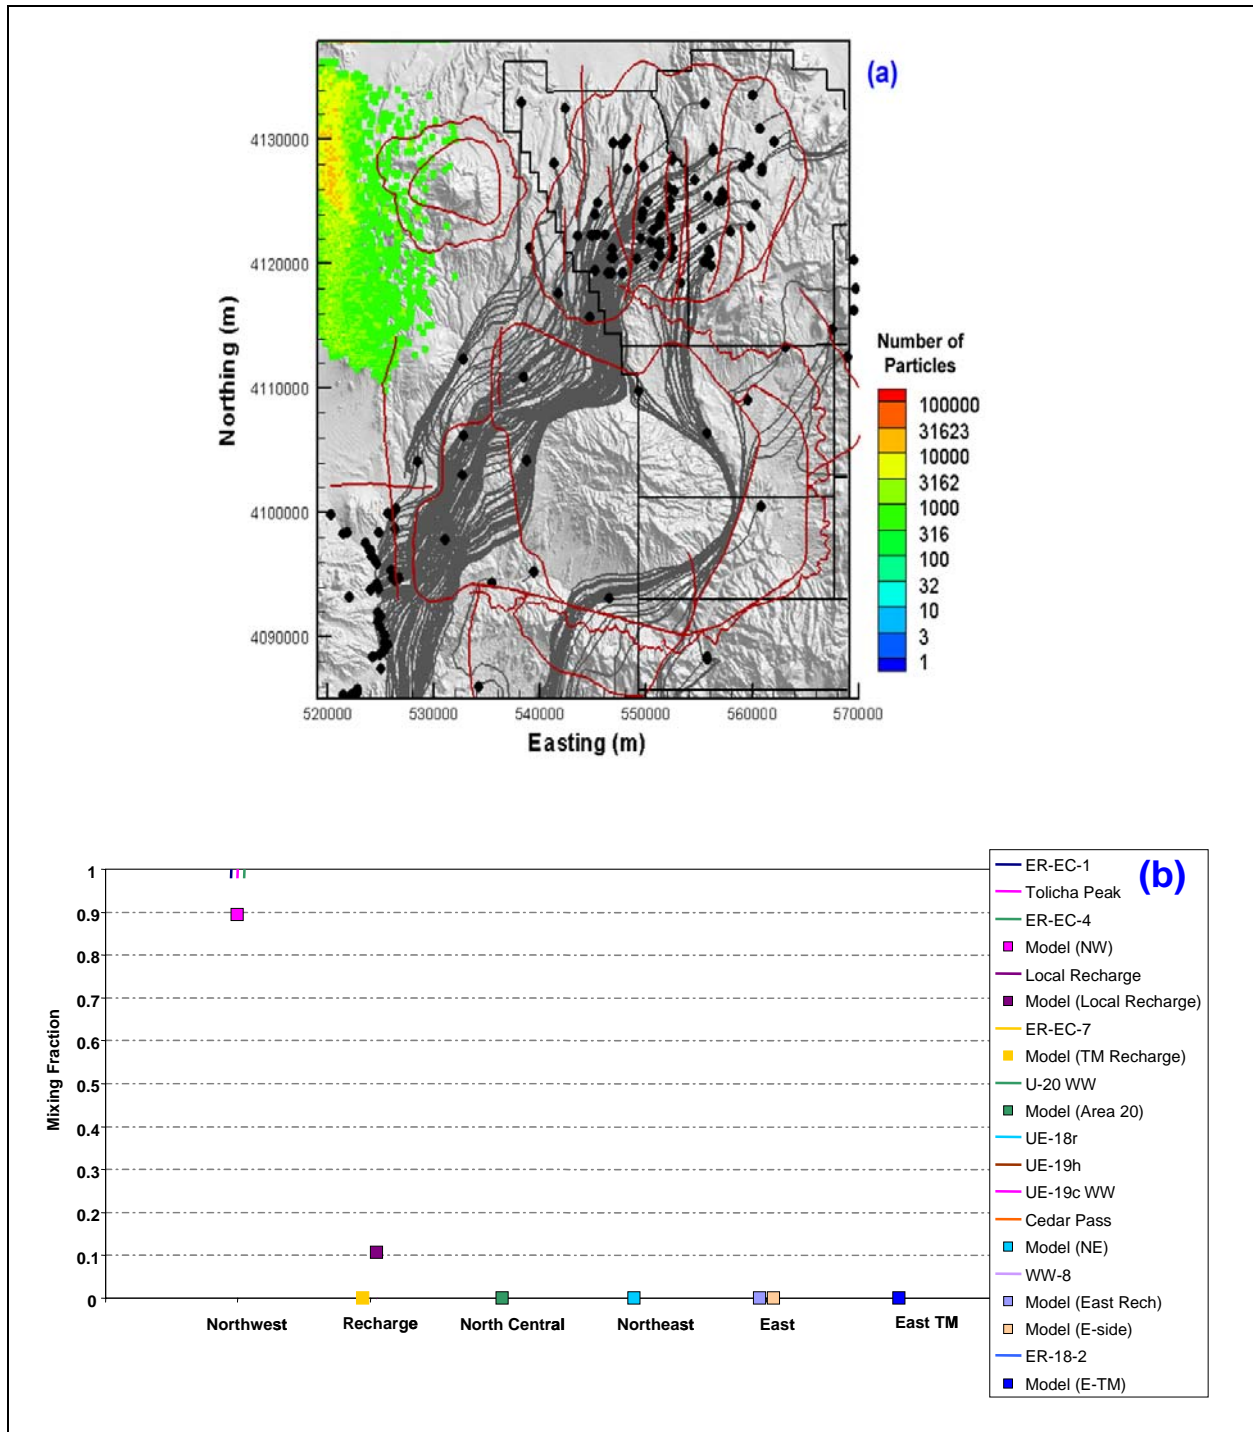 (a)
4130000
4120000
4110000
4100000
4090000
Northing (m)
520000 530000 540000 550000 560000 570000
Easting (m)
Number of
Particles
100000
31623
10000
3162
1000
316
100
32
10
3
1
(b)
1
0.9
0.8
0.7
0.6
0.5
0.4
0.3
0.2
0.1
0
Mixing Fraction
Northwest Recharge North Central Northeast East East TM
ER-EC-1
Tolicha Peak
ER-EC-4
Model (NW)
Local Recharge
Model (Local Recharge)
ER-EC-7
Model (TM Recharge)
U-20 WW
Model (Area 20)
UE-18r
UE-19h
UE-19c WW
Cedar Pass
Model (NE)
WW-8
Model (East Rech)
Model (E-side)
ER-18-2
Model (E-TM)